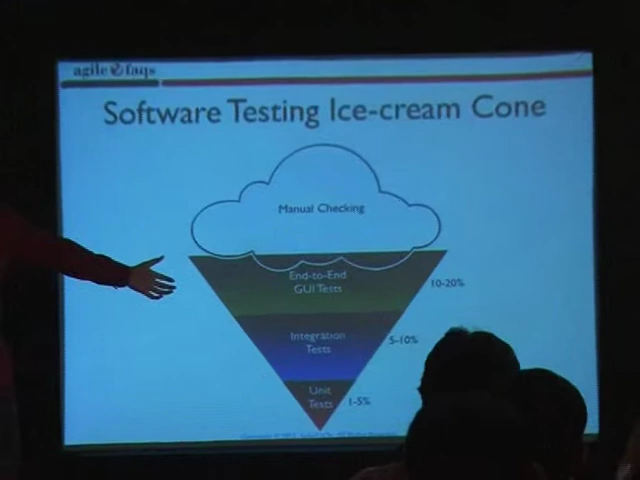 agile faqs
Software Testing Ice-cream Cone
Manual Checking
End-to-End
GUI Tests
10-20%
Integration
Tests
5-10%
Unit
Tests
1-5%